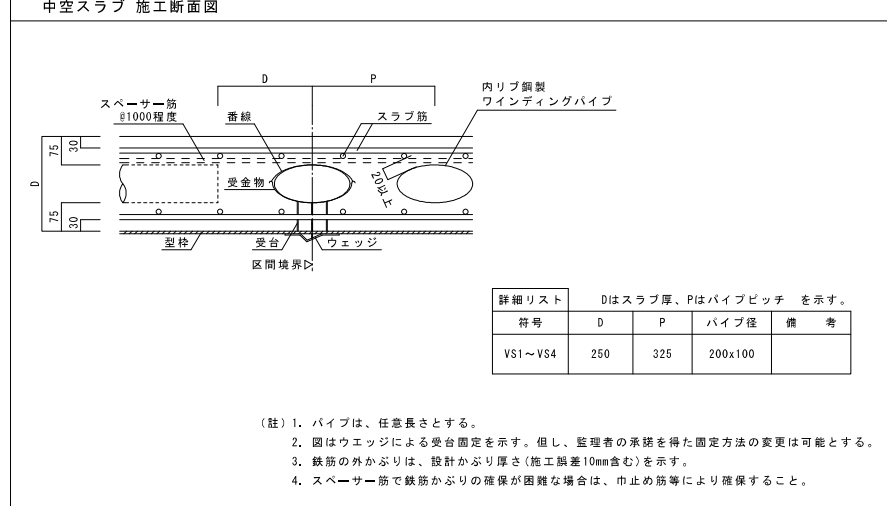 中空スラブ 施工断面図
D
P
内リブ鋼製
ワインディングパイプ
スペーサー筋
@1000程度
番線
スラブ筋
75
30
D
受金物
20以上
75
30
型枠
受台
ウェッジ
区間境界▷
詳細リスト
Dはスラブ厚、Pはパイプピッチ を示す。
符号 D P パイプ径 備 考
VS1～VS4 250 325 200x100
(註) 1. パイプは、任意長さとする。
2. 図はウエッジによる受台固定を示す。但し、監理者の承諾を得た固定方法の変更は可能とする。
3. 鉄筋の外かぶりは、設計かぶり厚さ(施工誤差10mm含む)を示す。
4. スペーサー筋で鉄筋かぶりの確保が困難な場合は、巾止め筋等により確保すること。